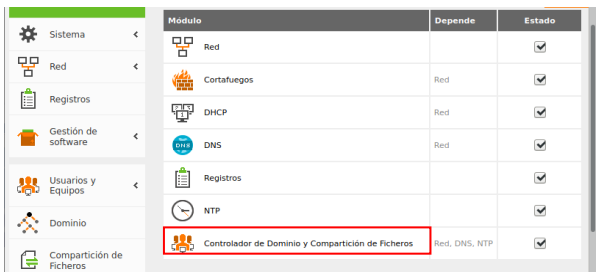 Sistema
Red
Registros
Gestión de
software
Usuarios y
Equipos
Dominio
Compartición de
Ficheros
Módulo Depende Estado
Red
Cortafuegos Red
DHCP Red
DNS DNS Red
Registros
NTP
Controlador de Dominio y Compartición de Ficheros Red, DNS, NTP